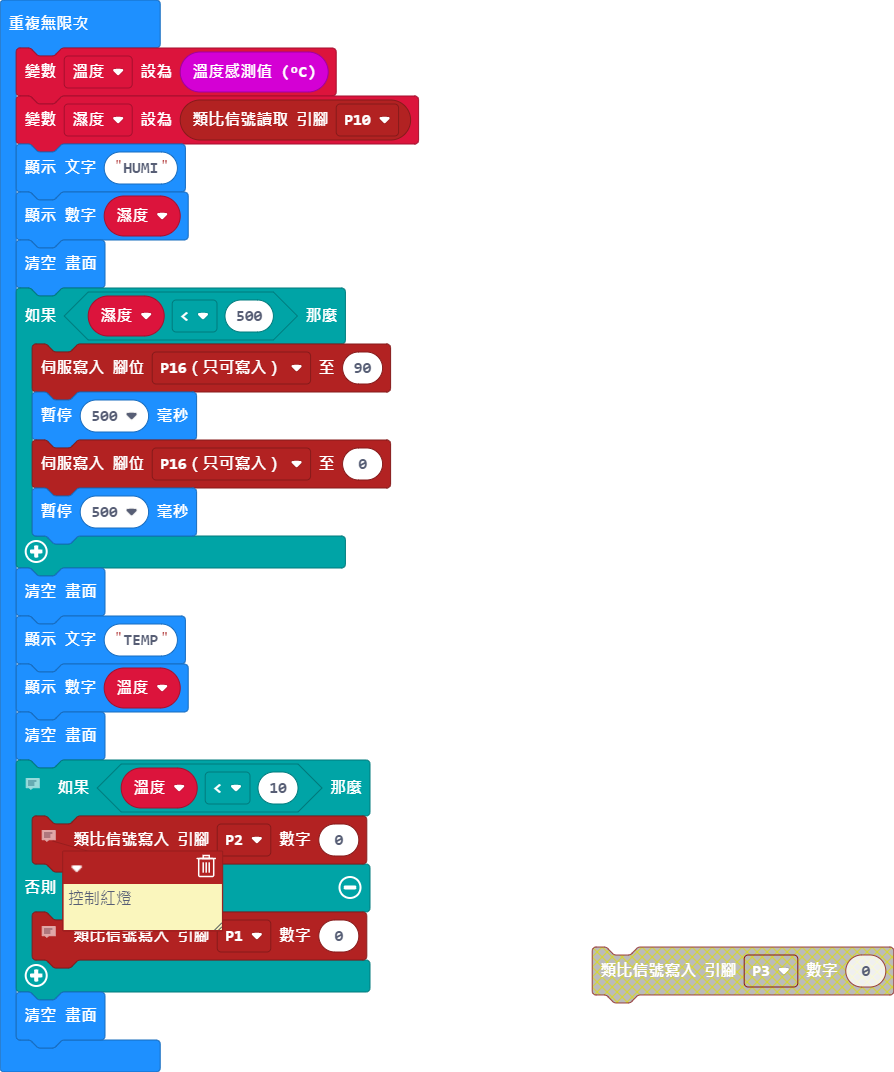 重複無限次
變數 溫度 設為 溫度感測值 (ºC)
變數 濕度 設為 類比信號讀取 引腳 P10
顯示 文字 "HUMI"
顯示 數字 濕度
清空 畫面
如果 濕度 < 500 那麼
伺服寫入 腳位 P16(只可寫入) 至 90
暫停 500 毫秒
伺服寫入 腳位 P16(只可寫入) 至 0
暫停 500 毫秒
清空 畫面
顯示 文字 "TEMP"
顯示 數字 溫度
清空 畫面
如果 溫度 < 10 那麼
類比信號寫入 引腳 P2 數字 0
否則
控制紅燈
類比信號寫入 引腳 P1 數字 0
類比信號寫入 引腳 P3 數字 0
清空 畫面